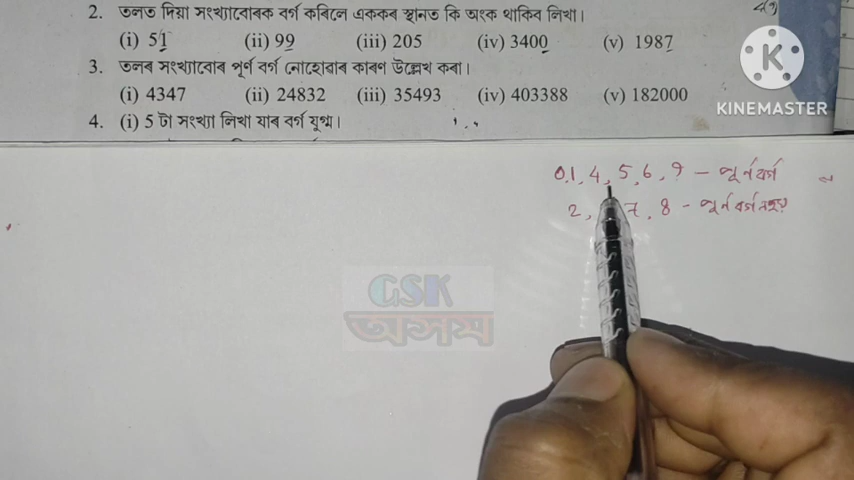 2. তলত দিয়া সংখ্যাবোৰক বৰ্গ কৰিলে এককৰ স্থানত কি অংক থাকিব লিখা।
(i) 51 (ii) 99 (iii) 205 (iv) 3400 (v) 1987
3. তলৰ সংখ্যাবোৰ পূৰ্ণ বৰ্গ নোহোৱাৰ কাৰণ উল্লেখ কৰা।
(i) 4347 (ii) 24832 (iii) 35493 (iv) 403388 (v) 182000
4. (i) 5 টা সংখ্যা লিখা যাৰ বৰ্গ যুগ্ম।
KINEMASTER
0,1, 4, 5, 6, 9 – পূৰ্নবৰ্গ
2, 7, 8 – পূৰ্নবৰ্গ নহয়
GSK
অসম